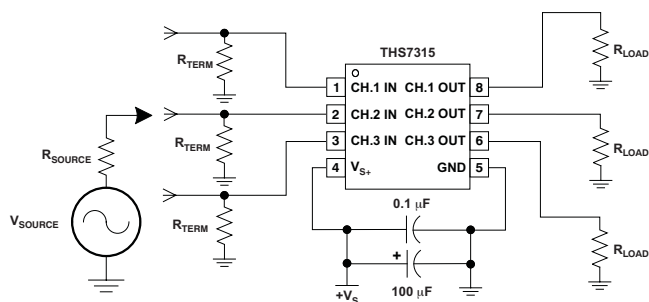 THS7315
R_TERM
R_LOAD
1 CH.1 IN CH.1 OUT 8
2 CH.2 IN CH.2 OUT 7
3 CH.3 IN CH.3 OUT 6
4 V_S+ GND 5
R_TERM
R_LOAD
R_SOURCE
V_SOURCE
R_TERM
0.1 µF
R_LOAD
+
100 µF
+V_S